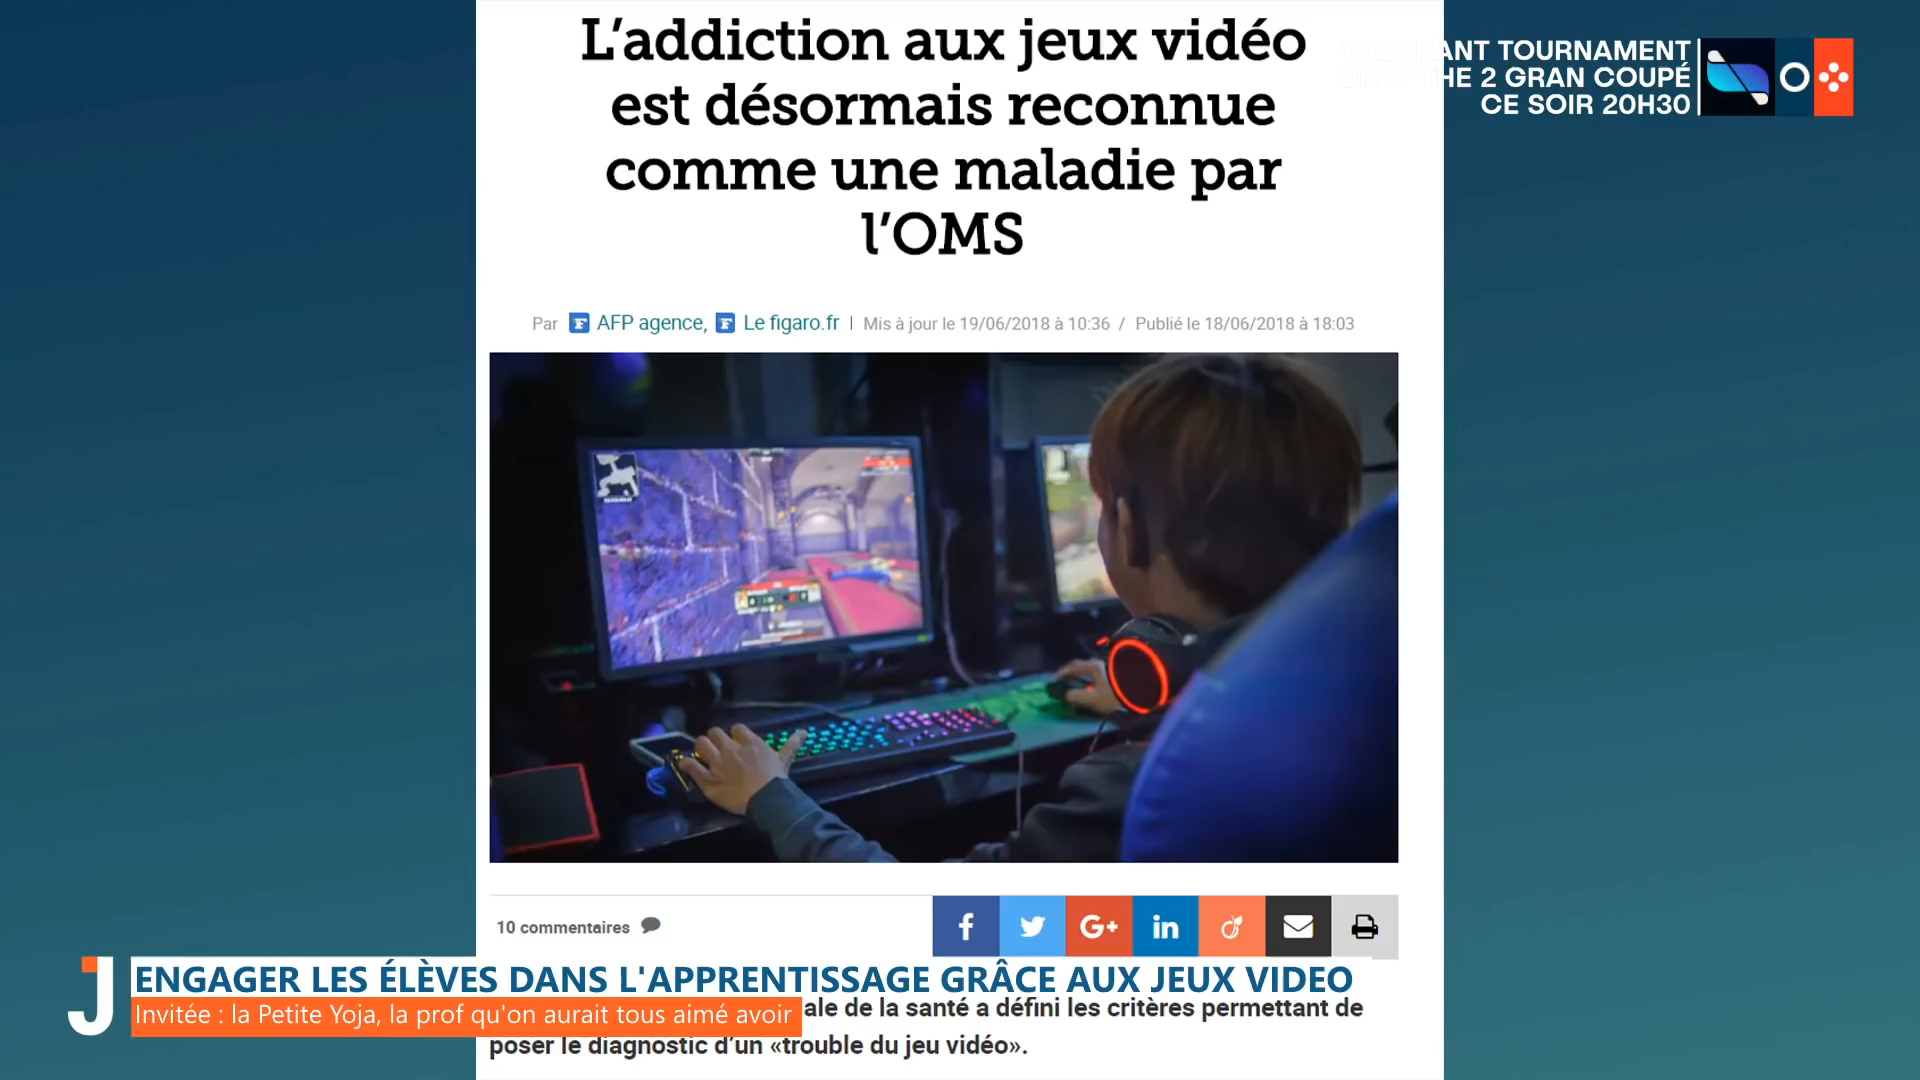 L’addiction aux jeux vidéo
est désormais reconnue
comme une maladie par
l’OMS
ANT TOURNAMENT
THE 2 GRAN COUPÉ
CE SOIR 20H30
Par AFP agence, Le figaro.fr | Mis à jour le 19/06/2018 à 10:36 / Publié le 18/06/2018 à 18:03
10 commentaires
ENGAGER LES ÉLÈVES DANS L'APPRENTISSAGE GRÂCE AUX JEUX VIDEO
Invitée : la Petite Yoja, la prof qu'on aurait tous aimé avoir
ale de la santé a défini les critères permettant de
poser le diagnostic d’un «trouble du jeu vidéo».